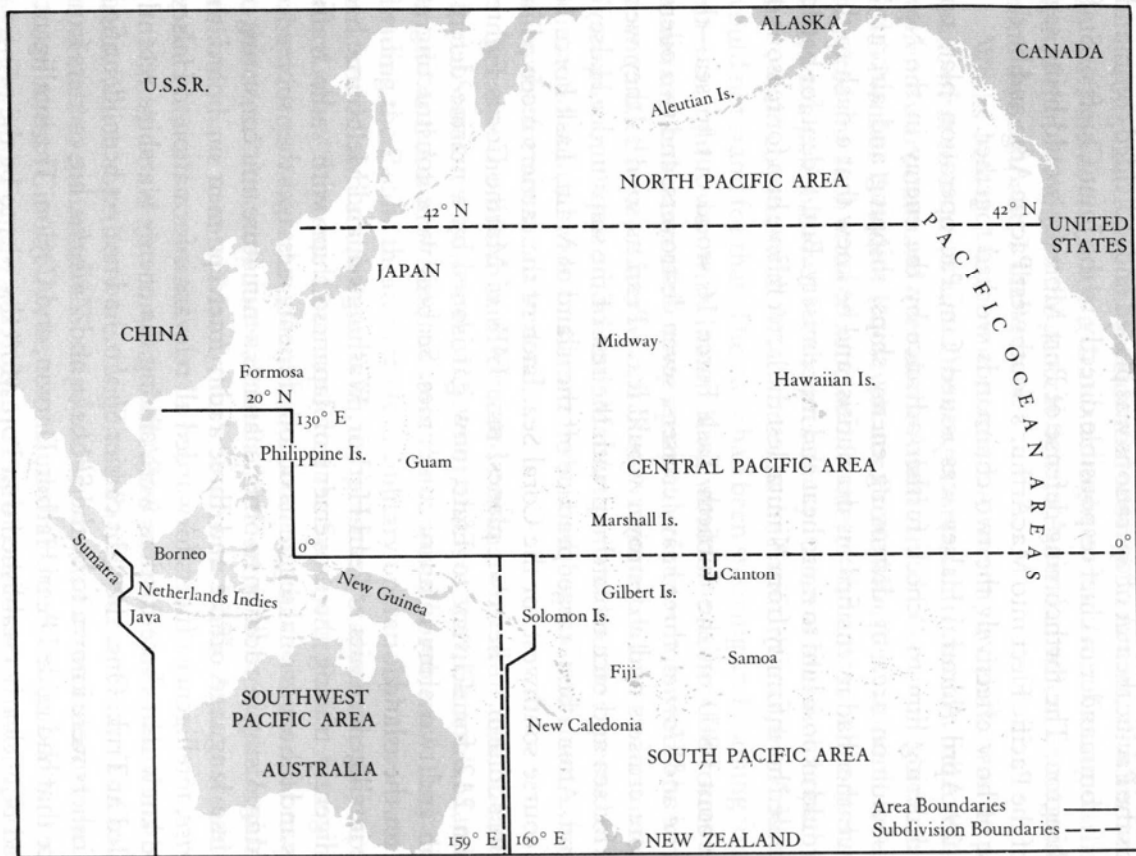 ALASKA
CANADA
U.S.S.R.
Aleutian Is.
NORTH PACIFIC AREA
42° N
42° N
UNITED
STATES
PACIFIC OCEAN AREAS
JAPAN
CHINA
Midway
Formosa
Hawaiian Is.
20° N
130° E
Philippine Is.
Guam
CENTRAL PACIFIC AREA
Marshall Is.
0°
0°
Borneo
Sumatra
Canton
New Guinea
Gilbert Is.
Netherlands Indies
Java
Solomon Is.
Samoa
Fiji
SOUTHWEST
PACIFIC AREA
New Caledonia
SOUTH PACIFIC AREA
AUSTRALIA
Area Boundaries
Subdivision Boundaries
159° E
160° E
NEW ZEALAND